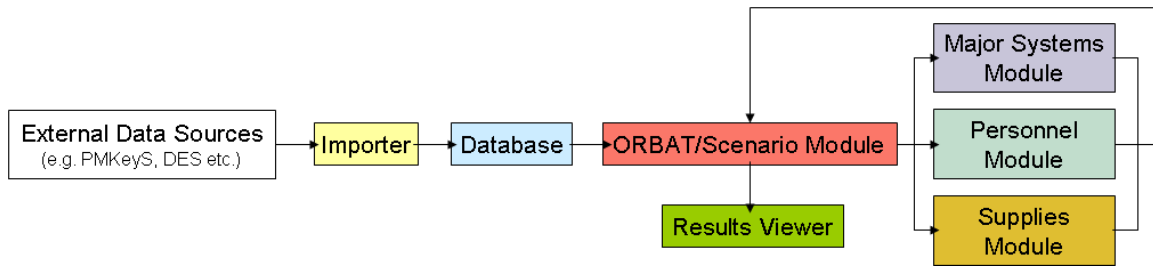 External Data Sources
(e.g. PMKeyS, DES etc.)
Importer
Database
ORBAT/Scenario Module
Results Viewer
Major Systems
Module
Personnel
Module
Supplies
Module